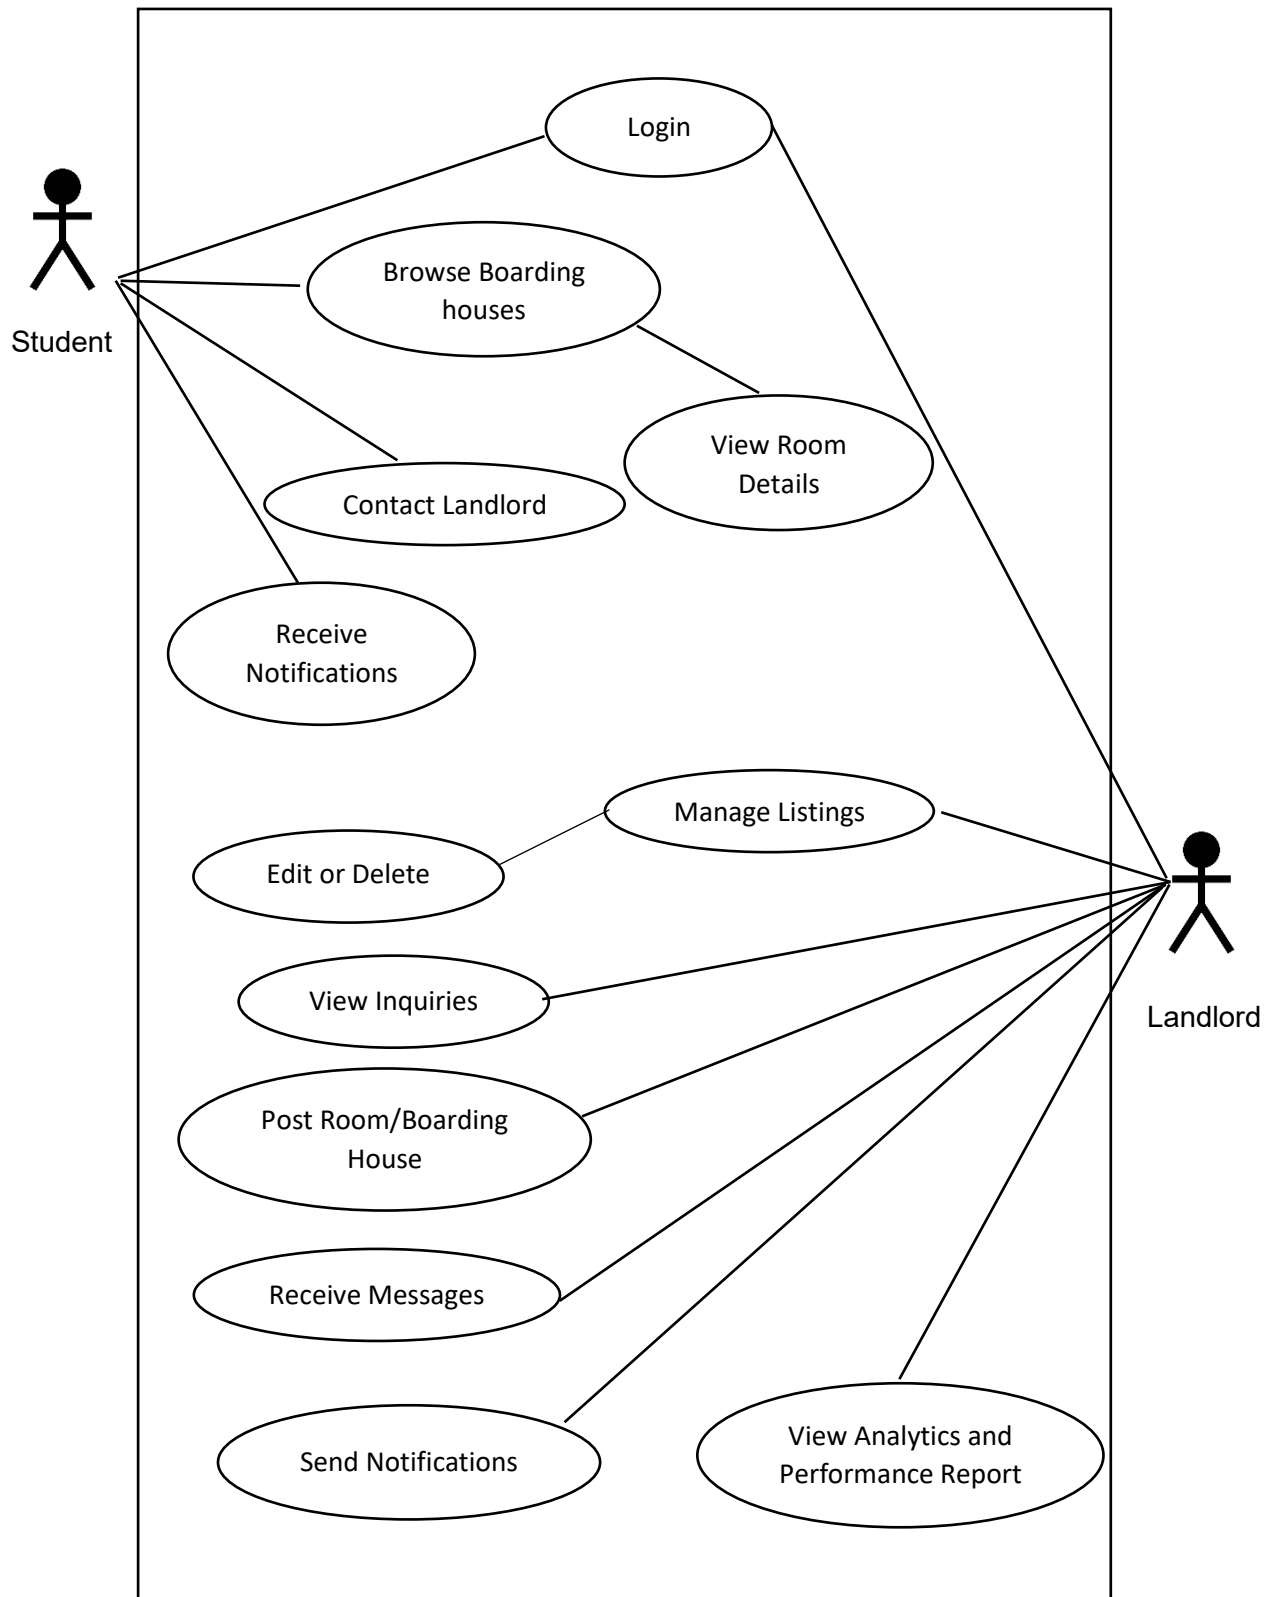 Login
Browse Boarding
houses
Student
View Room
Details
Contact Landlord
Receive
Notifications
Manage Listings
Edit or Delete
View Inquiries
Landlord
Post Room/Boarding
House
Receive Messages
View Analytics and
Performance Report
Send Notifications